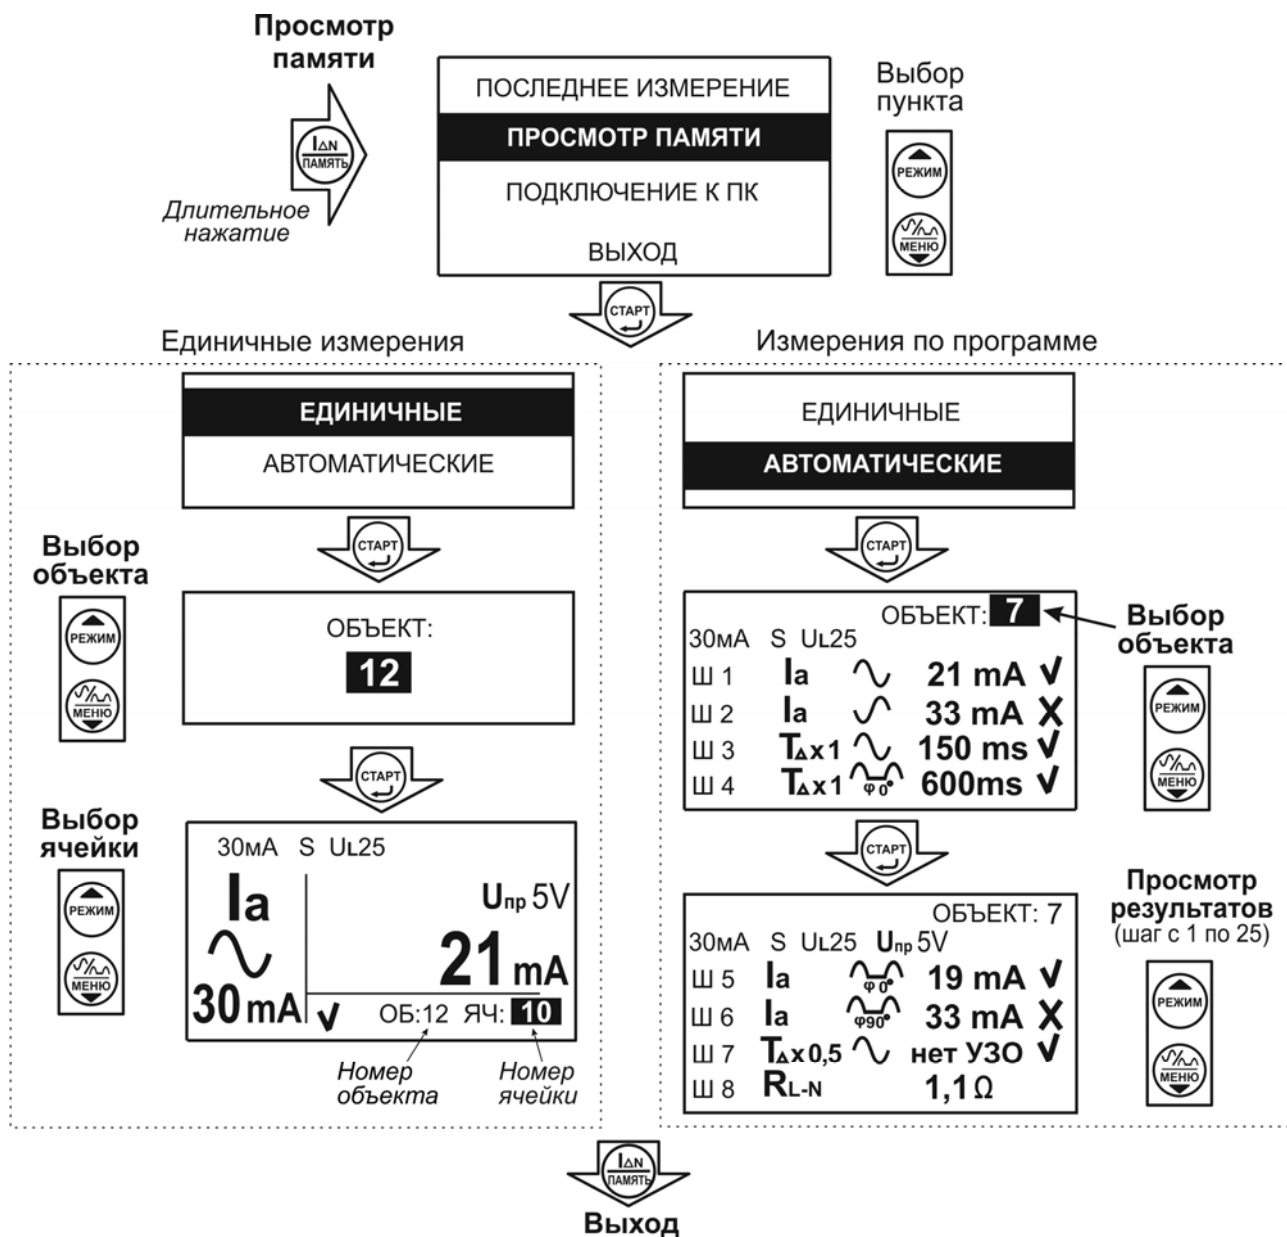 Просмотр
памяти
IΔN
ПАМЯТЬ
Длительное
нажатие
ПОСЛЕДНЕЕ ИЗМЕРЕНИЕ
ПРОСМОТР ПАМЯТИ
ПОДКЛЮЧЕНИЕ К ПК
ВЫХОД
Выбор
пункта
РЕЖИМ
МЕНЮ
СТАРТ
Единичные измерения
ЕДИНИЧНЫЕ
АВТОМАТИЧЕСКИЕ
СТАРТ
Выбор
объекта
РЕЖИМ
МЕНЮ
ОБЪЕКТ:
12
СТАРТ
Выбор
ячейки
РЕЖИМ
МЕНЮ
30мА S UL25
Ia
Uпр 5V
21 mA
30 mA
✓ ОБ:12 ЯЧ: 10
Номер
объекта
Номер
ячейки
Измерения по программе
ЕДИНИЧНЫЕ
АВТОМАТИЧЕСКИЕ
СТАРТ
ОБЪЕКТ: 7
30мА S UL25
Ш 1 Ia 21 mA ✓
Ш 2 Ia 33 mA X
Ш 3 TΔx1 150 ms ✓
Ш 4 TΔx1 φ 0° 600ms ✓
Выбор
объекта
РЕЖИМ
МЕНЮ
СТАРТ
ОБЪЕКТ: 7
30мА S UL25 Uпр 5V
Ш 5 Ia φ 0° 19 mA ✓
Ш 6 Ia φ90° 33 mA X
Ш 7 TΔx0,5 нет УЗО ✓
Ш 8 RL-N 1,1Ω
Просмотр
результатов
(шаг с 1 по 25)
РЕЖИМ
МЕНЮ
IΔN
ПАМЯТЬ
Выход